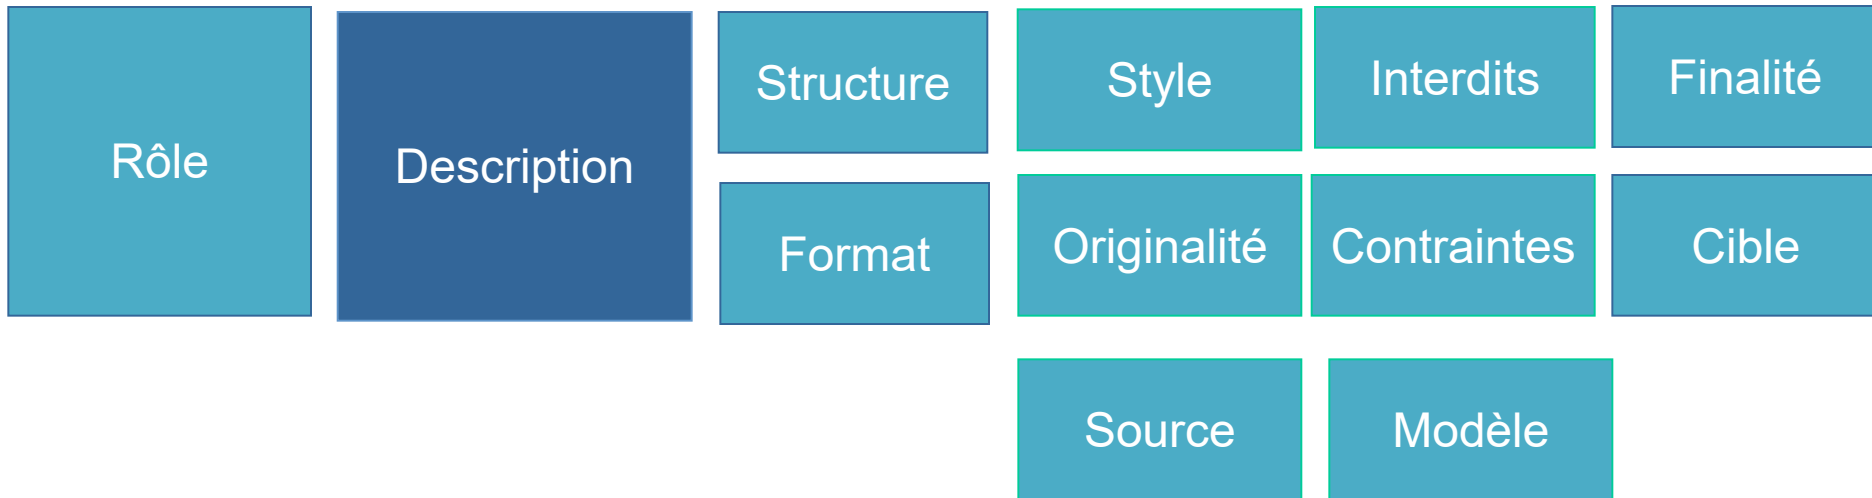 Rôle
Description
Structure
Format
Style
Interdits
Finalité
Originalité
Contraintes
Cible
Source
Modèle